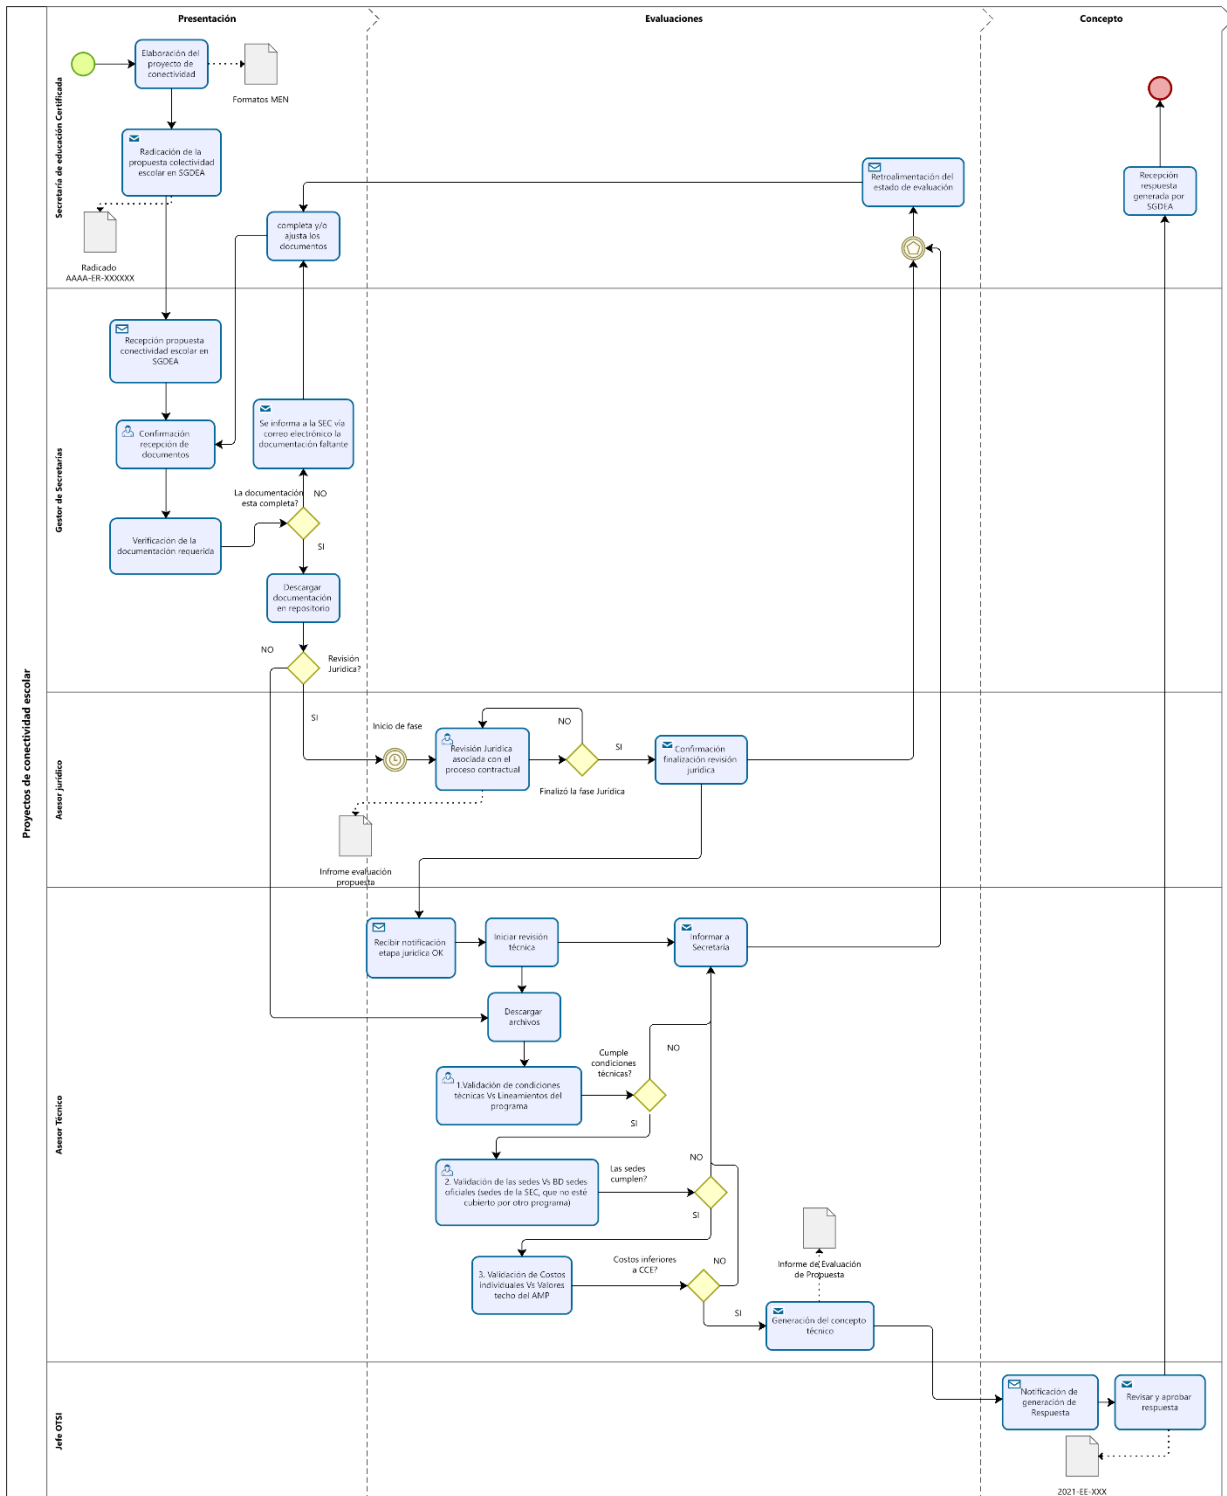 Presentación
Evaluaciones
Concepto
Proyectos de conectividad escolar
Secretaría de educación Certificada
Elaboración del
proyecto de
conectividad
Formatos MEN
Radicación de la
propuesta colectividad
escolar en SGDEA
Radicado
AAAA-ER-XXXXXX
completa y/o
ajusta los
documentos
Retroalimentación del
estado de evaluación
Recepción
respuesta
generada por
SGDEA
Gestor de Secretarías
Recepción propuesta
conectividad escolar en
SGDEA
Confirmación
recepción de
documentos
Se informa a la SEC vía
correo electrónico la
documentación faltante
La documentación
esta completa?
NO
Verificación de la
documentación requerida
SI
Descargar
documentación
en repositorio
NO
Revisión
Jurídica?
Asesor jurídico
SI
Inicio de fase
Revisión Jurídica
asociada con el
proceso contractual
NO
SI
Finalizó la fase Jurídica
Confirmación
finalización revisión
jurídica
Infrome evaluación
propuesta
Asesor Técnico
Recibir notificación
etapa jurídica OK
Iniciar revisión
técnica
Informar a
Secretaría
Descargar
archivos
1.Validación de condiciones
técnicas Vs Lineamientos del
programa
Cumple
condiciones
técnicas?
NO
SI
2. Validación de las sedes Vs BD sedes
oficiales (sedes de la SEC, que no esté
cubierto por otro programa)
Las sedes
cumplen?
NO
SI
3. Validación de Costos
individuales Vs Valores
techo del AMP
Costos inferiores
a CCE?
NO
SI
Informe de Evaluación
de Propuesta
Generación del concepto
técnico
Jefe OTSI
Notificación de
generación de
Respuesta
Revisar y aprobar
respuesta
2021-EE-XXX